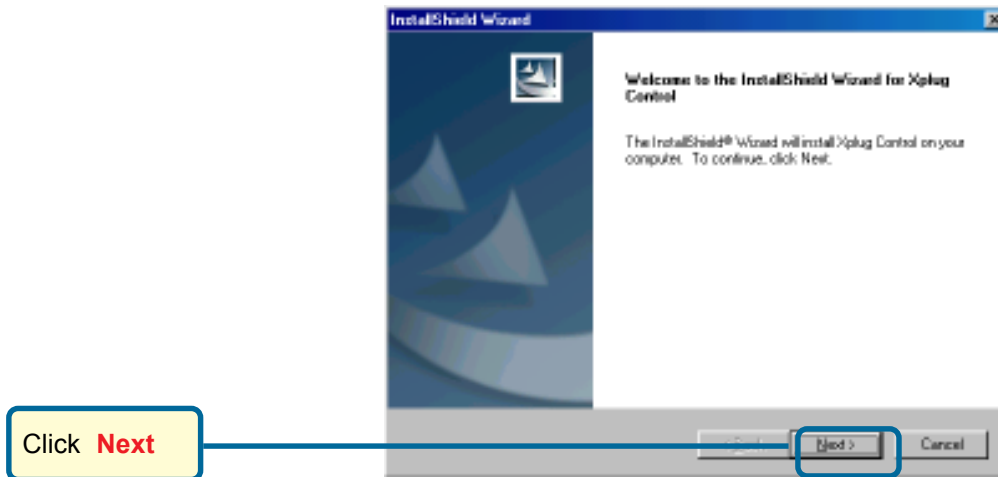 InstallShield Wizard
Welcome to the InstallShield Wizard for Xplug
Control
The InstallShield® Wizard will install Xplug Control on your
computer. To continue, click Next.
Click Next
< Back
Next >
Cancel